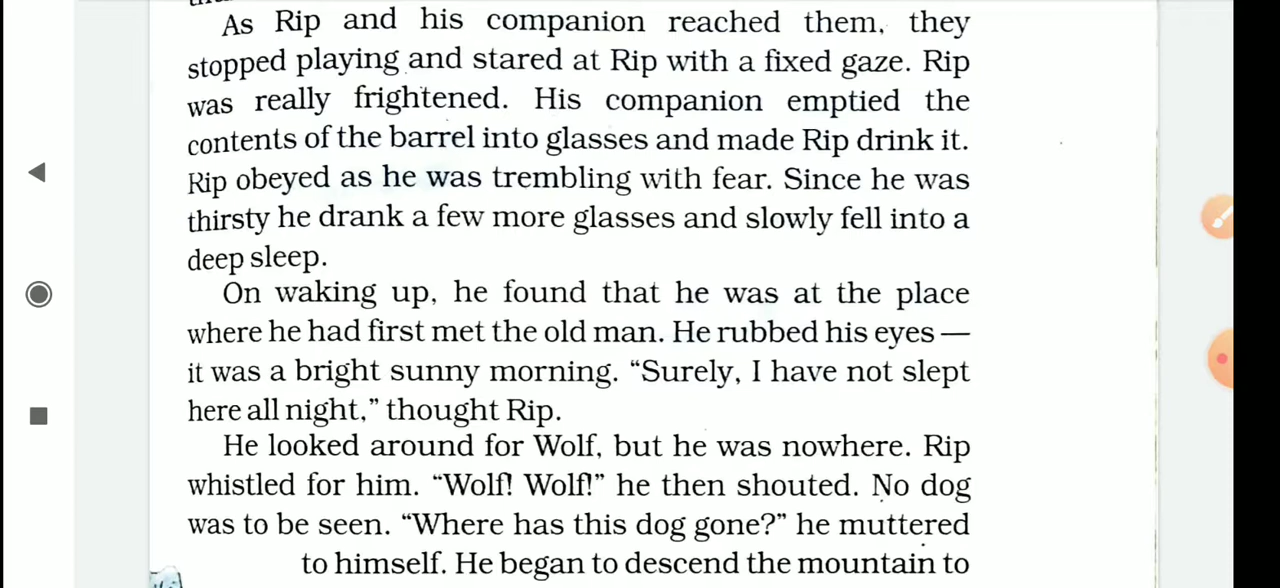 As Rip and his companion reached them, they
stopped playing and stared at Rip with a fixed gaze. Rip
was really frightened. His companion emptied the
contents of the barrel into glasses and made Rip drink it.
Rip obeyed as he was trembling with fear. Since he was
thirsty he drank a few more glasses and slowly fell into a
deep sleep.
On waking up, he found that he was at the place
where he had first met the old man. He rubbed his eyes —
it was a bright sunny morning. “Surely, I have not slept
here all night,” thought Rip.
He looked around for Wolf, but he was nowhere. Rip
whistled for him. “Wolf! Wolf!” he then shouted. No dog
was to be seen. “Where has this dog gone?” he muttered
to himself. He began to descend the mountain to